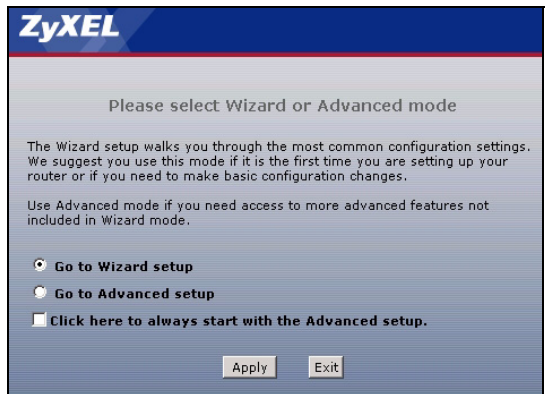 ZyXEL
Please select Wizard or Advanced mode
The Wizard setup walks you through the most common configuration settings.
We suggest you use this mode if it is the first time you are setting up your
router or if you need to make basic configuration changes.
Use Advanced mode if you need access to more advanced features not
included in Wizard mode.
Go to Wizard setup
Go to Advanced setup
Click here to always start with the Advanced setup.
Apply Exit